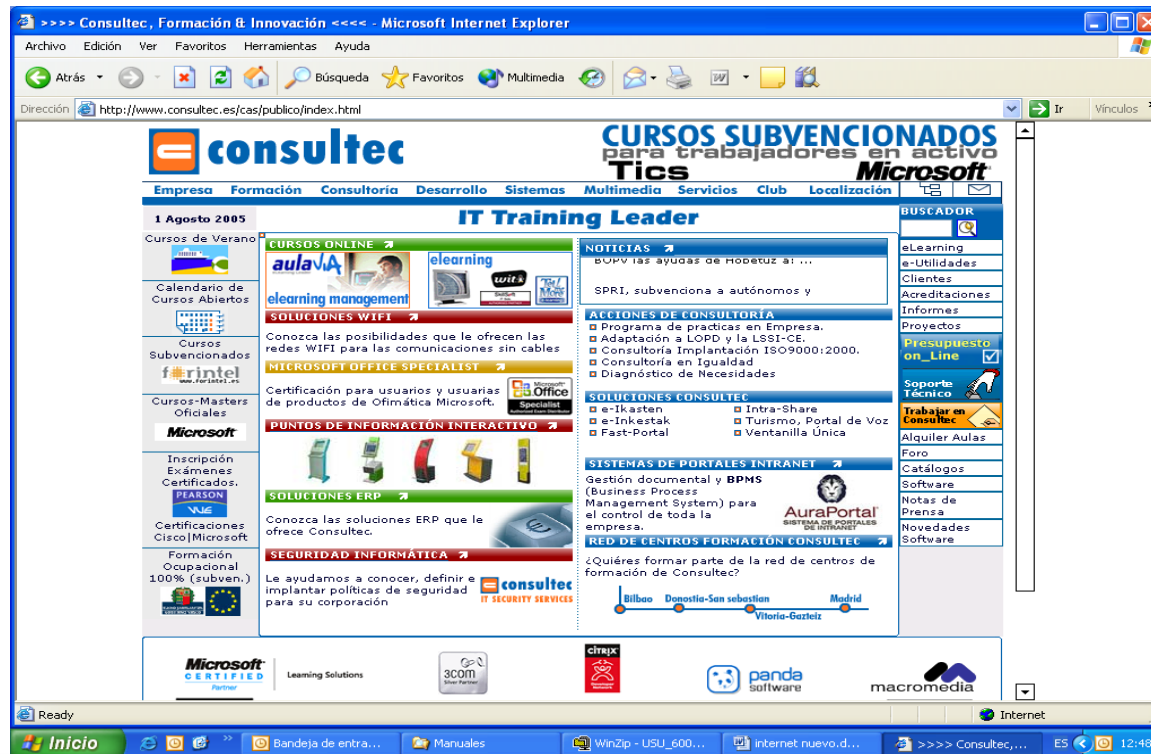 >>>> Consultec, Formación & Innovación <<<< - Microsoft Internet Explorer
Archivo Edición Ver Favoritos Herramientas Ayuda
Atrás Búsqueda Favoritos Multimedia
Dirección http://www.consultec.es/cas/publico/index.html Ir Vínculos
consultec
CURSOS SUBVENCIONADOS
para trabajadores en activo
Tics Microsoft
Empresa Formación Consultoría Desarrollo Sistemas Multimedia Servicios Club Localización
1 Agosto 2005
IT Training Leader
Cursos de Verano
Calendario de
Cursos Abiertos
Cursos
Subvencionados
forintel
www.forintel.es
Cursos-Masters
Oficiales
Microsoft
Inscripción
Exámenes
Certificados.
PEARSON
VUE
Certificaciones
Cisco|Microsoft
Formación
Ocupacional
100% (subven.)
CURSOS ONLINE
aulaVIA
elearning management
elearning
SOLUCIONES WIFI
Conozca las posibilidades que le ofrecen las
redes WIFI para las comunicaciones sin cables
MICROSOFT OFFICE SPECIALIST
Certificación para usuarios y usuarias
de productos de Ofimática Microsoft.
Microsoft
Office
Specialist
PUNTOS DE INFORMACIÓN INTERACTIVO
SOLUCIONES ERP
Conozca las soluciones ERP que le
ofrece Consultec.
SEGURIDAD INFORMÁTICA
Le ayudamos a conocer, definir e
implantar políticas de seguridad
para su corporación
consultec
IT SECURITY SERVICES
NOTICIAS
BOPV las ayudas de Hobetuz a: ...
SPRI, subvenciona a autónomos y
ACCIONES DE CONSULTORÍA
Programa de practicas en Empresa.
Adaptación a LOPD y la LSSI-CE.
Consultoría Implantación ISO9000:2000.
Consultoría en Igualdad
Diagnóstico de Necesidades
SOLUCIONES CONSULTEC
e-Ikasten Intra-Share
e-Inkestak Turismo, Portal de Voz
Fast-Portal Ventanilla Única
SISTEMAS DE PORTALES INTRANET
Gestión documental y BPMS
(Business Process
Management System) para
el control de toda la
empresa.
AuraPortal
SISTEMA DE PORTALES
DE INTRANET
RED DE CENTROS FORMACIÓN CONSULTEC
¿Quiéres formar parte de la red de centros de
formación de Consultec?
Bilbao Donostia-San sebastian Madrid
Vitoria-Gazteiz
BUSCADOR
eLearning
e-Utilidades
Clientes
Acreditaciones
Informes
Proyectos
Presupuesto
on_Line
Soporte
Técnico
Trabajar en
Consultec
Alquiler Aulas
Foro
Catálogos
Software
Notas de
Prensa
Novedades
Software
Microsoft
CERTIFIED
Partner
Learning Solutions
3COM
Silver Partner
CITRIX
panda
software
macromedia
Ready Internet
Inicio Bandeja de entra... Manuales WinZip - USU_600... internet nuevo.d... >>>> Consultec,... ES 12:48